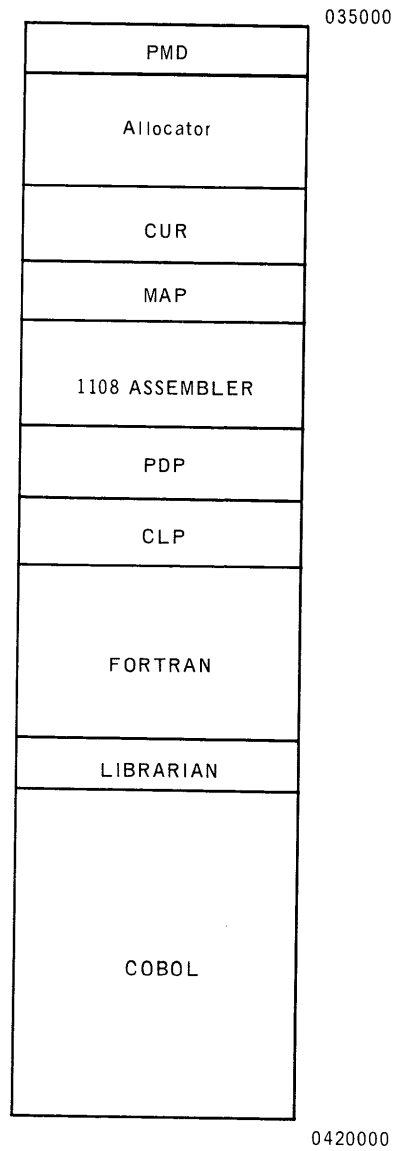 035000
PMD
Allocator
CUR
MAP
1108 ASSEMBLER
PDP
CLP
FORTRAN
LIBRARIAN
COBOL
0420000